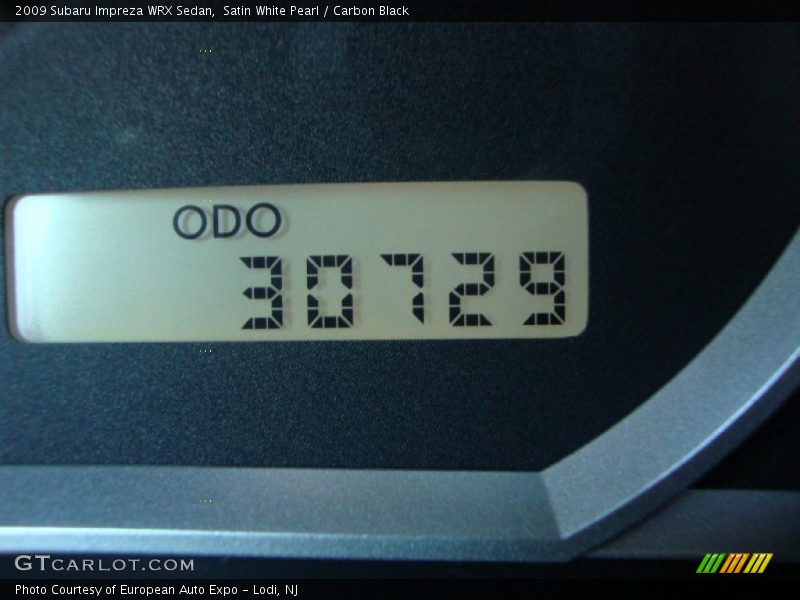 2009 Subaru Impreza WRX Sedan,  Satin White Pearl / Carbon Black
ODO
30729
GTCARLOT.COM
Photo Courtesy of European Auto Expo - Lodi, NJ